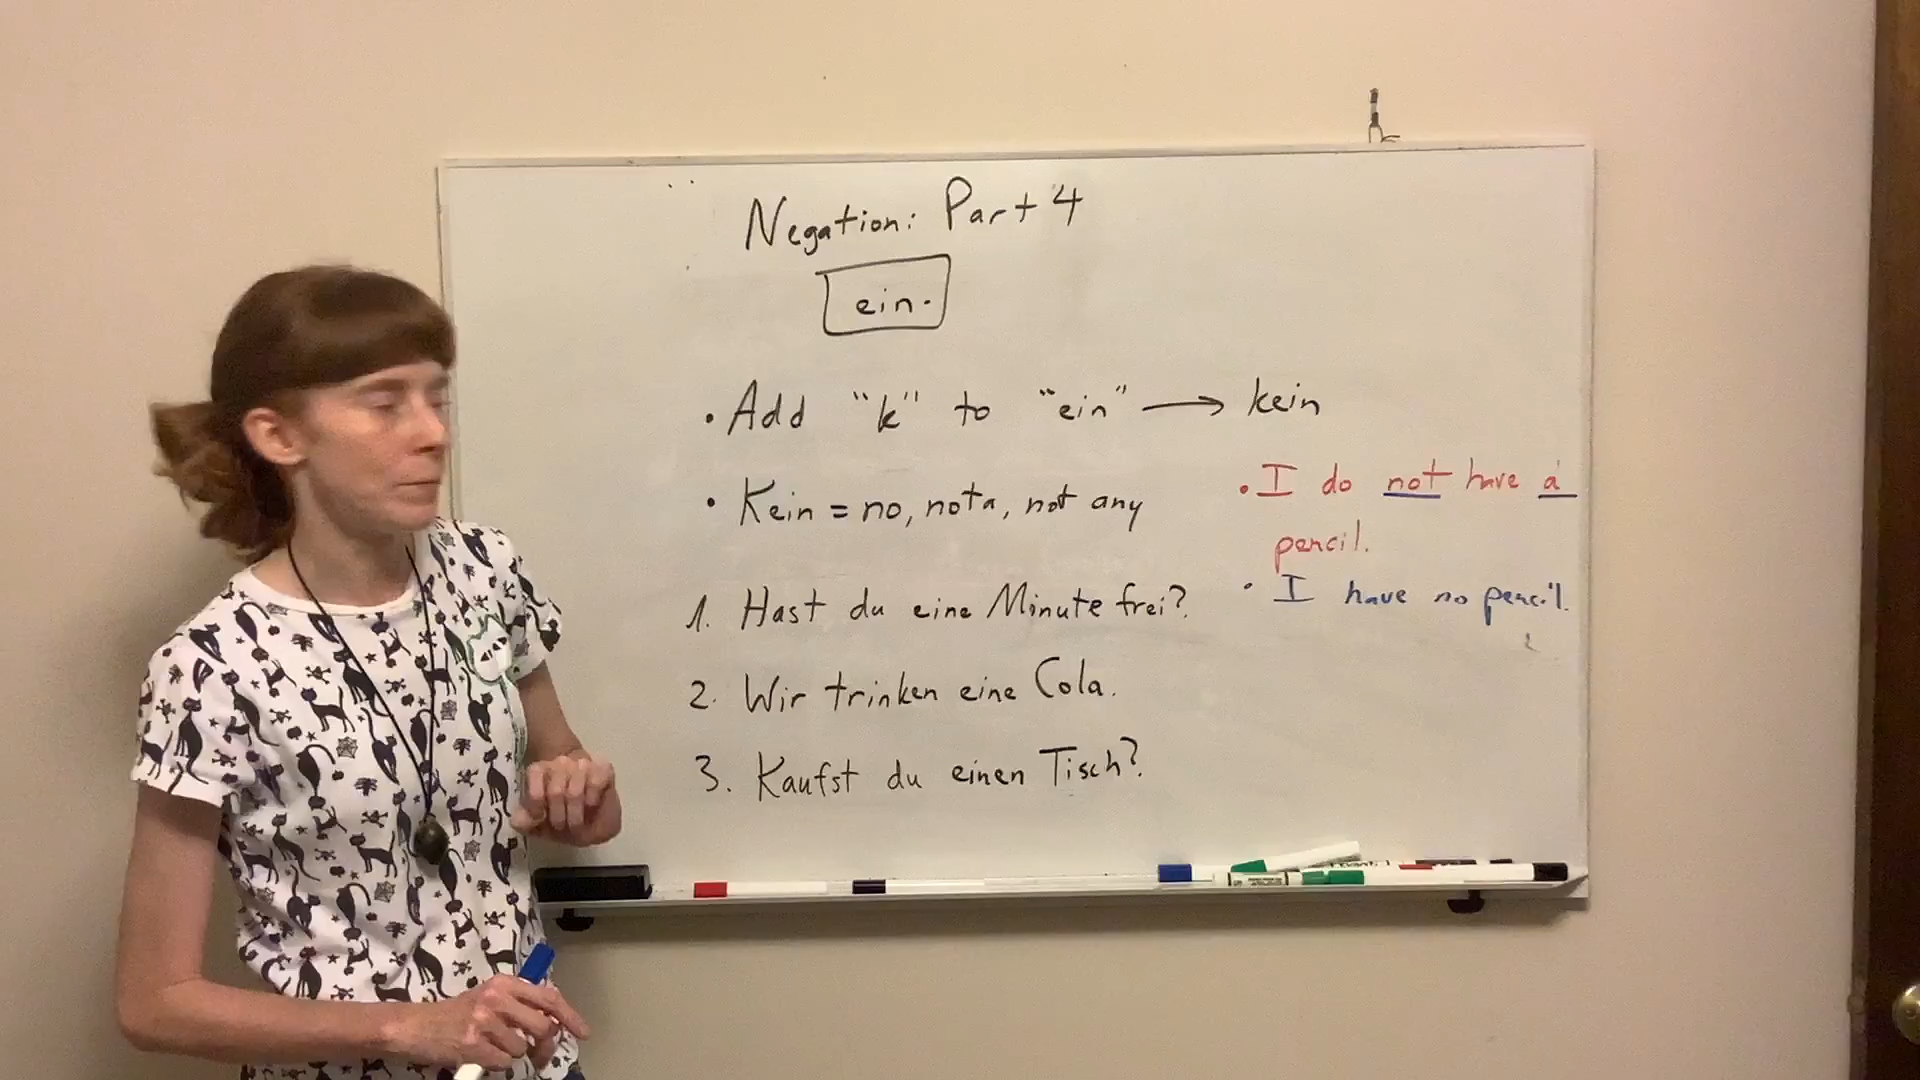 Negation: Part 4
ein.
• Add "k" to "ein" → kein
• Kein = no, not a, not any
• I do not have a
pencil.
• I have no pencil.
1. Hast du eine Minute frei?
2. Wir trinken eine Cola.
3. Kaufst du einen Tisch?